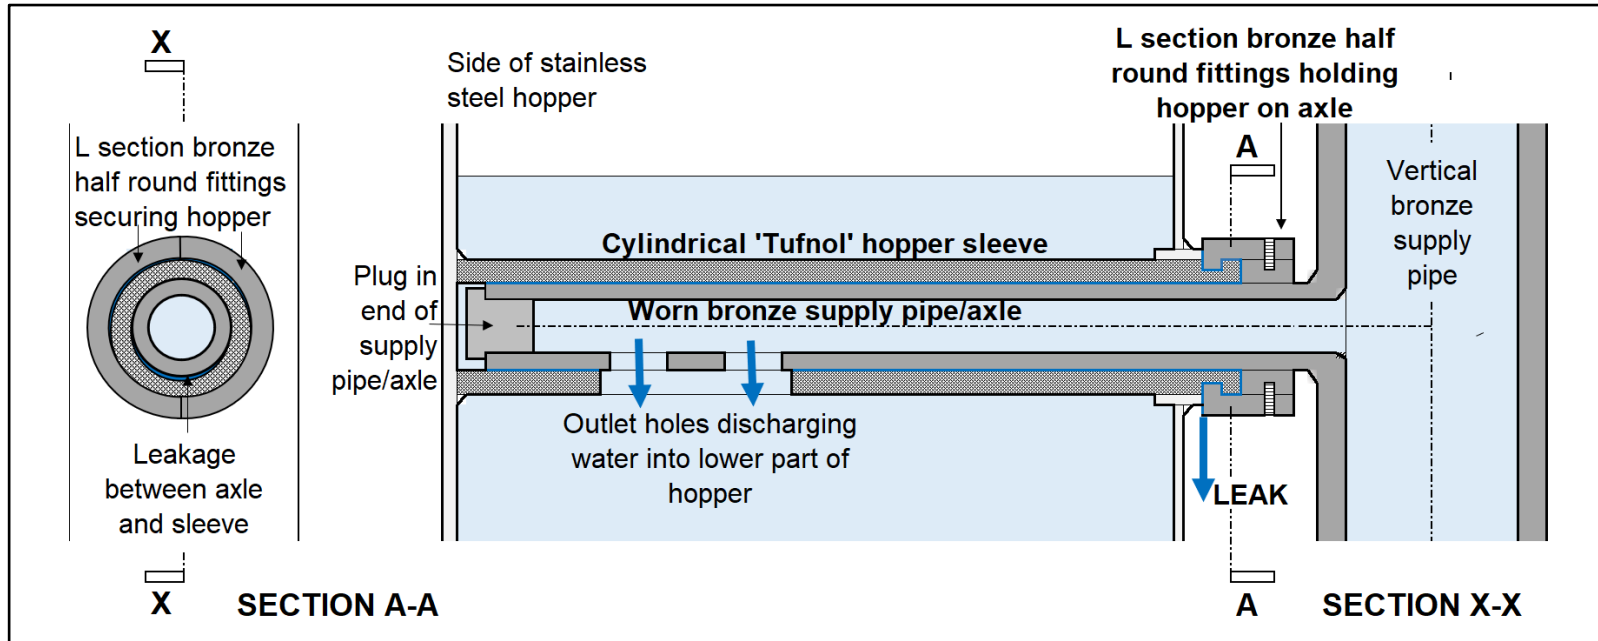 X
L section bronze
half round fittings
securing hopper
Leakage
between axle
and sleeve
X
SECTION A-A
Side of stainless
steel hopper
Plug in
end of
supply
pipe/axle
Cylindrical 'Tufnol' hopper sleeve
Worn bronze supply pipe/axle
Outlet holes discharging
water into lower part of
hopper
L section bronze half
round fittings holding
hopper on axle
A
Vertical
bronze
supply
pipe
LEAK
A
SECTION X-X